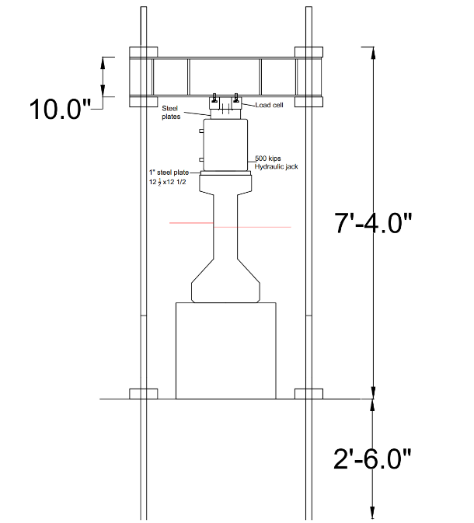 10.0"
Steel
plates
Load cell
500 kips
Hydraulic jack
1" steel plate
12 1/2 x12 1/2
7'-4.0"
2'-6.0"